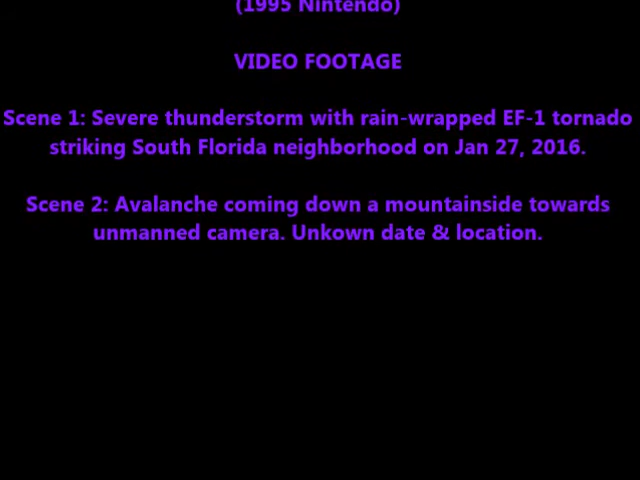 (1995 Nintendo)
VIDEO FOOTAGE
Scene 1: Severe thunderstorm with rain-wrapped EF-1 tornado
striking South Florida neighborhood on Jan 27, 2016.
Scene 2: Avalanche coming down a mountainside towards
unmanned camera. Unkown date & location.